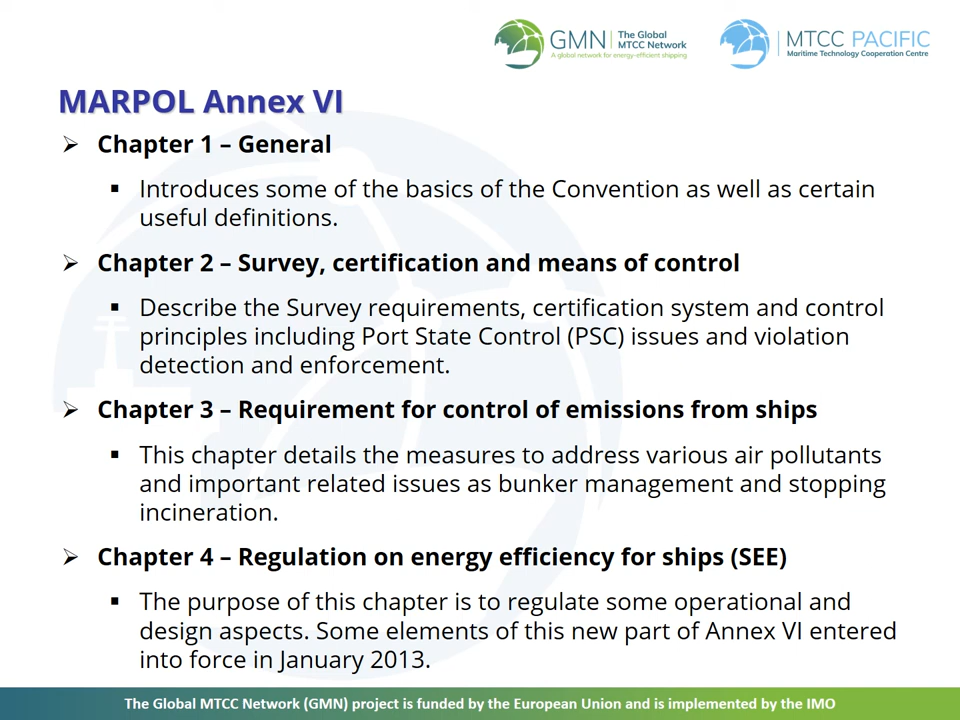 GMN
The Global
MTCC Network
A global network for energy-efficient shipping
MTCC PACIFIC
Maritime Technology Cooperation Centre
MARPOL Annex VI
Chapter 1 – General
Introduces some of the basics of the Convention as well as certain
useful definitions.
Chapter 2 – Survey, certification and means of control
Describe the Survey requirements, certification system and control
principles including Port State Control (PSC) issues and violation
detection and enforcement.
Chapter 3 – Requirement for control of emissions from ships
This chapter details the measures to address various air pollutants
and important related issues as bunker management and stopping
incineration.
Chapter 4 – Regulation on energy efficiency for ships (SEE)
The purpose of this chapter is to regulate some operational and
design aspects. Some elements of this new part of Annex VI entered
into force in January 2013.
The Global MTCC Network (GMN) project is funded by the European Union and is implemented by the IMO